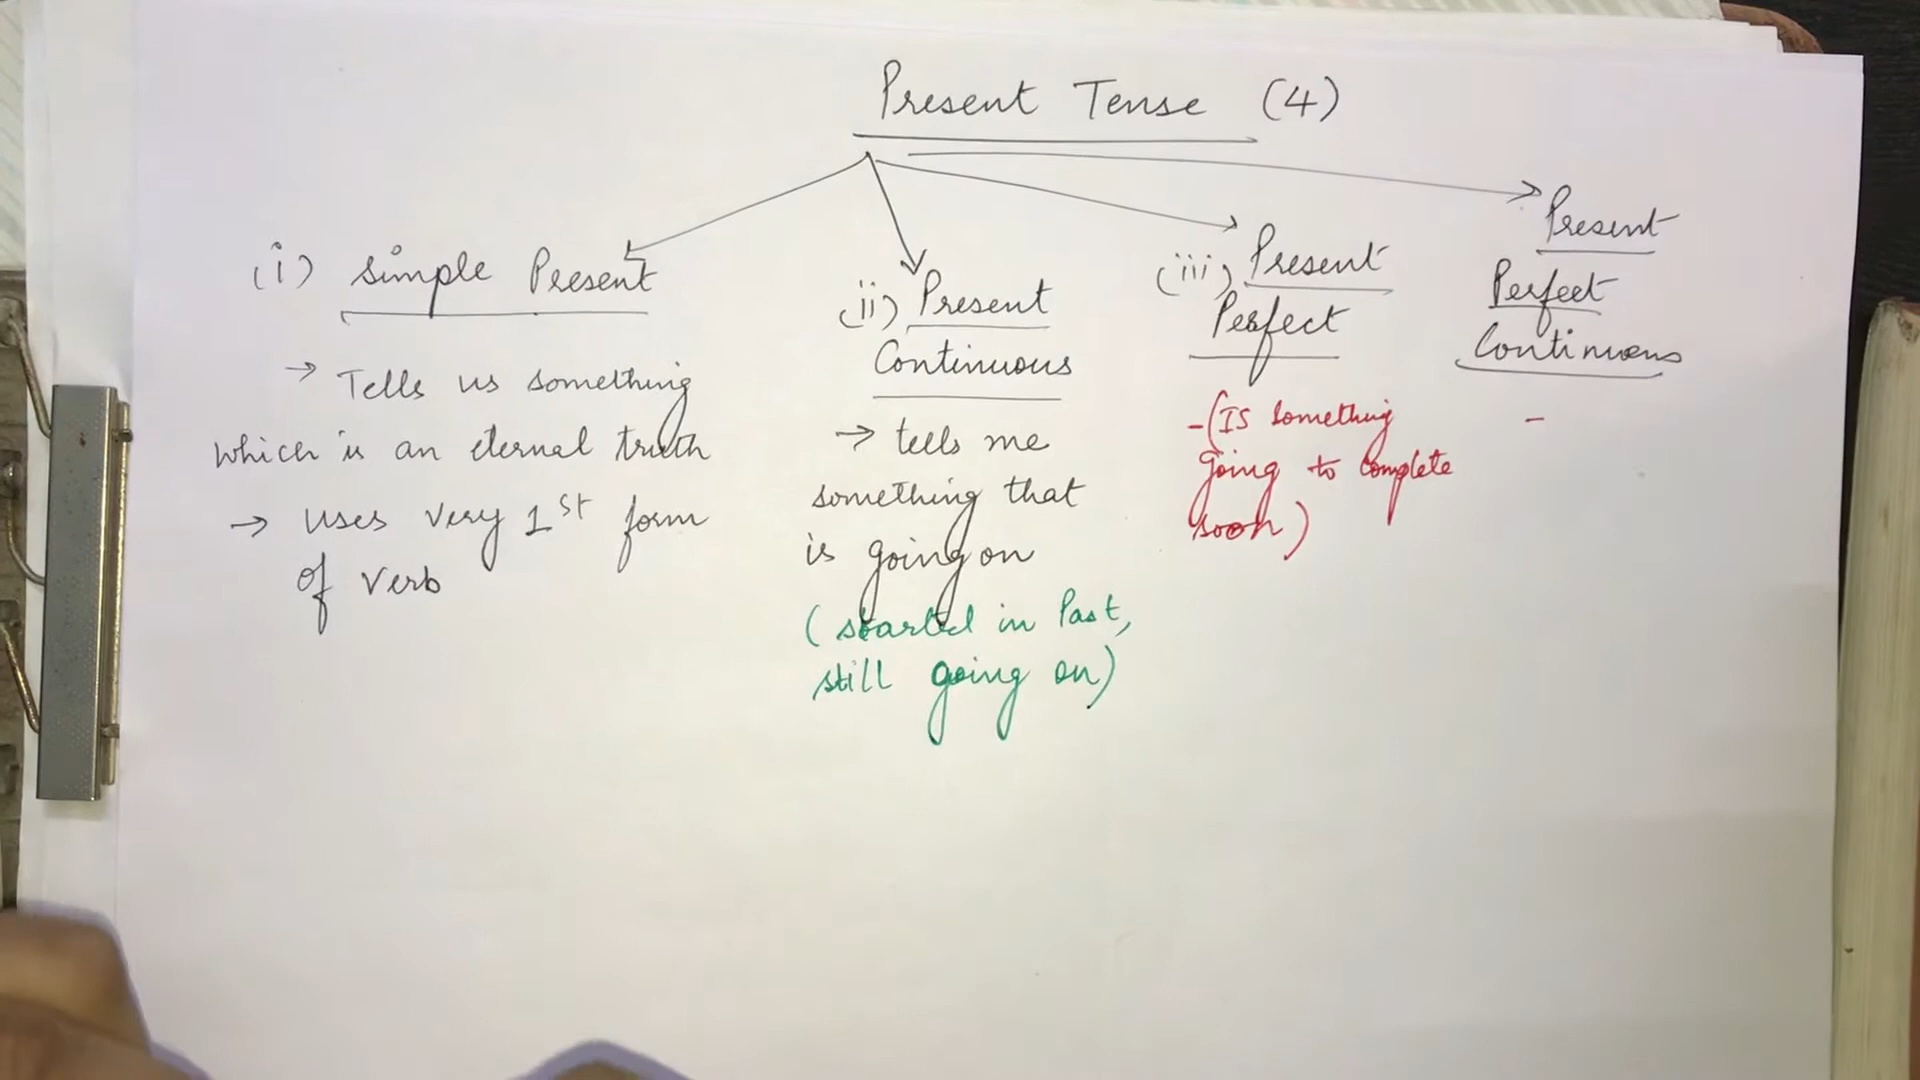 Present Tense (4)
(i) Simple Present
→ Tells us something
which is an eternal truth
→ Uses very 1st form
of verb
(ii) Present
Continuous
→ tells me
something that
is going on
(started in Past,
still going on)
(iii) Present
Perfect
-(IS something
going to complete
soon)
Present
Perfect
Continuous
-